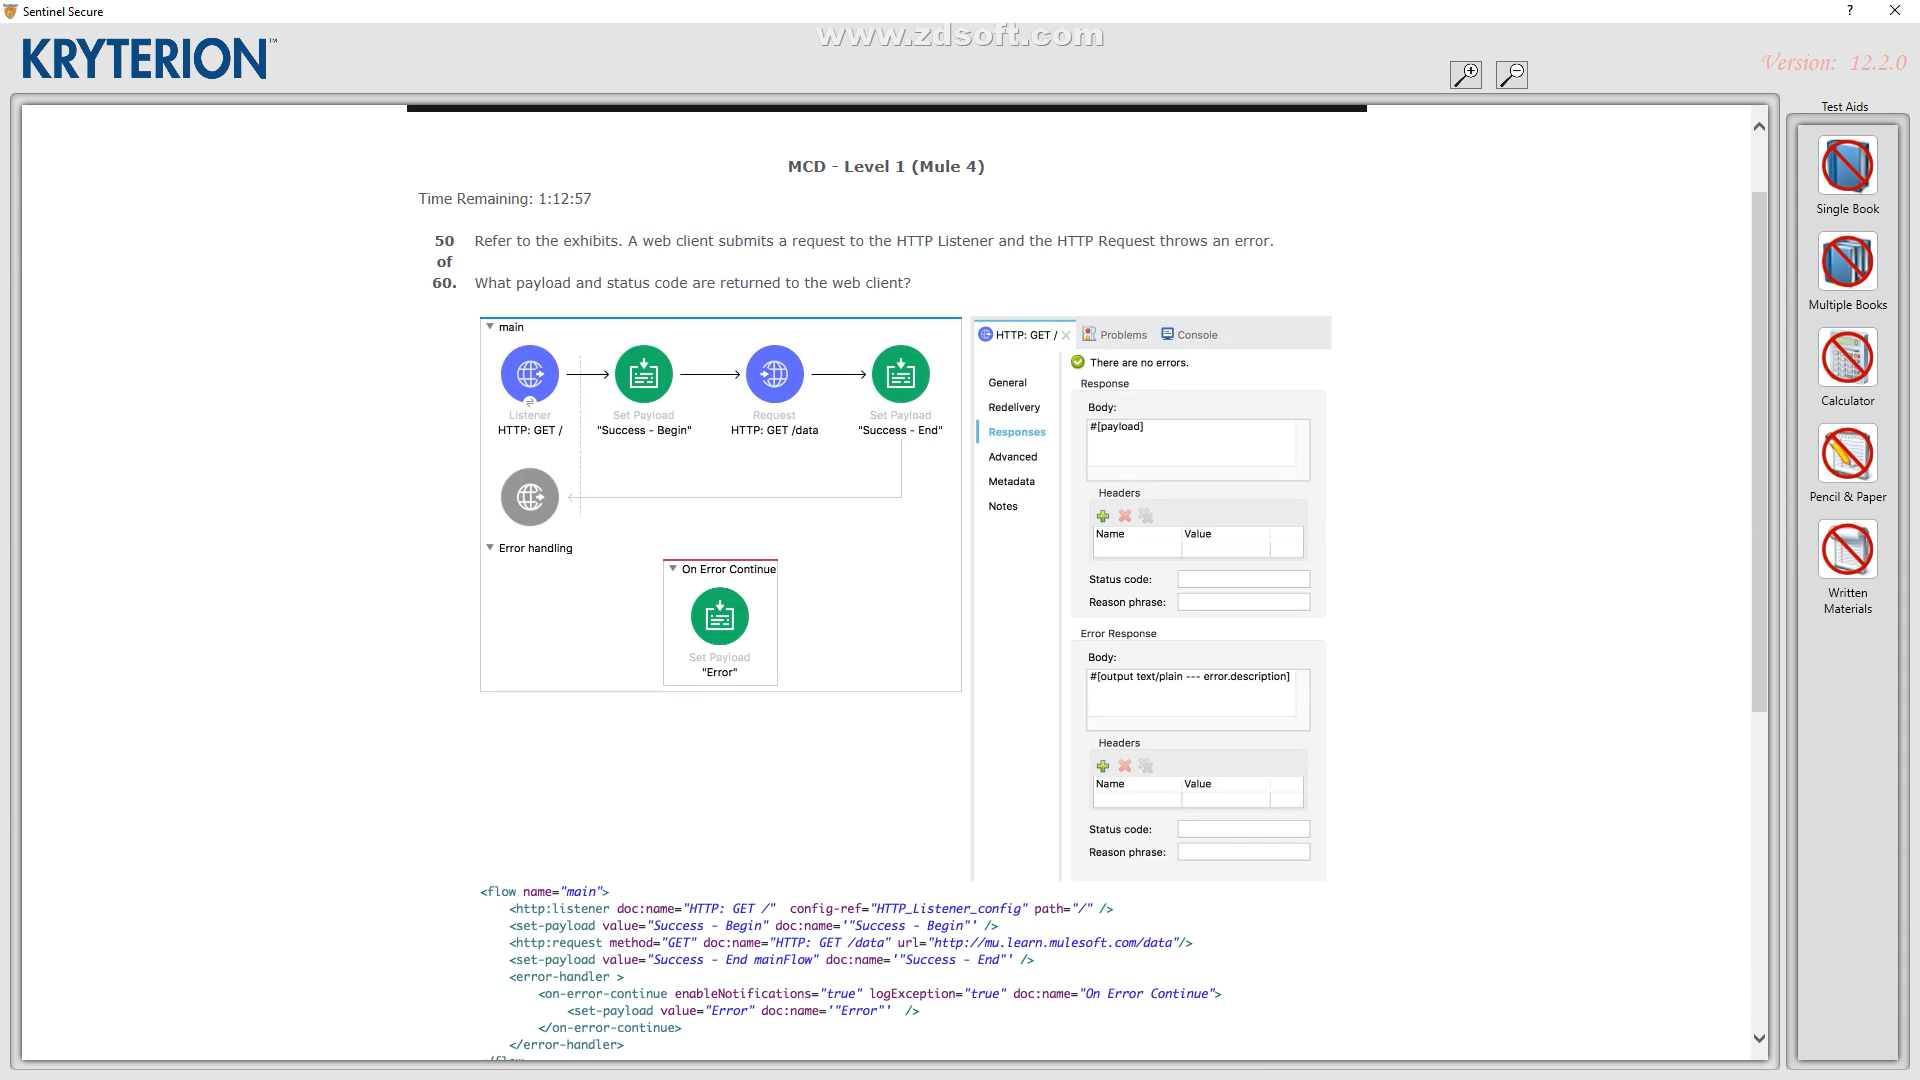 Sentinel Secure
?
www.zdsoft.com
KRYTERION™
Version: 12.2.0
Test Aids
Single Book
Multiple Books
Calculator
Pencil & Paper
Written
Materials
MCD - Level 1 (Mule 4)
Time Remaining: 1:12:57
50 Refer to the exhibits. A web client submits a request to the HTTP Listener and the HTTP Request throws an error.
of
60. What payload and status code are returned to the web client?
main
Listener
HTTP: GET /
Set Payload
"Success - Begin"
Request
HTTP: GET /data
Set Payload
"Success - End"
Error handling
On Error Continue
Set Payload
"Error"
HTTP: GET / Problems Console
There are no errors.
General
Redelivery
Responses
Advanced
Metadata
Notes
Response
Body:
#[payload]
Headers
Name Value
Status code:
Reason phrase:
Error Response
Body:
#[output text/plain --- error.description]
Headers
Name Value
Status code:
Reason phrase:
<flow name="main">
<http:listener doc:name="HTTP: GET /" config-ref="HTTP_Listener_config" path="/" />
<set-payload value="Success - Begin" doc:name='"Success - Begin"' />
<http:request method="GET" doc:name="HTTP: GET /data" url="http://mu.learn.mulesoft.com/data"/>
<set-payload value="Success - End mainFlow" doc:name='"Success - End"' />
<error-handler >
<on-error-continue enableNotifications="true" logException="true" doc:name="On Error Continue">
<set-payload value="Error" doc:name='"Error"' />
</on-error-continue>
</error-handler>